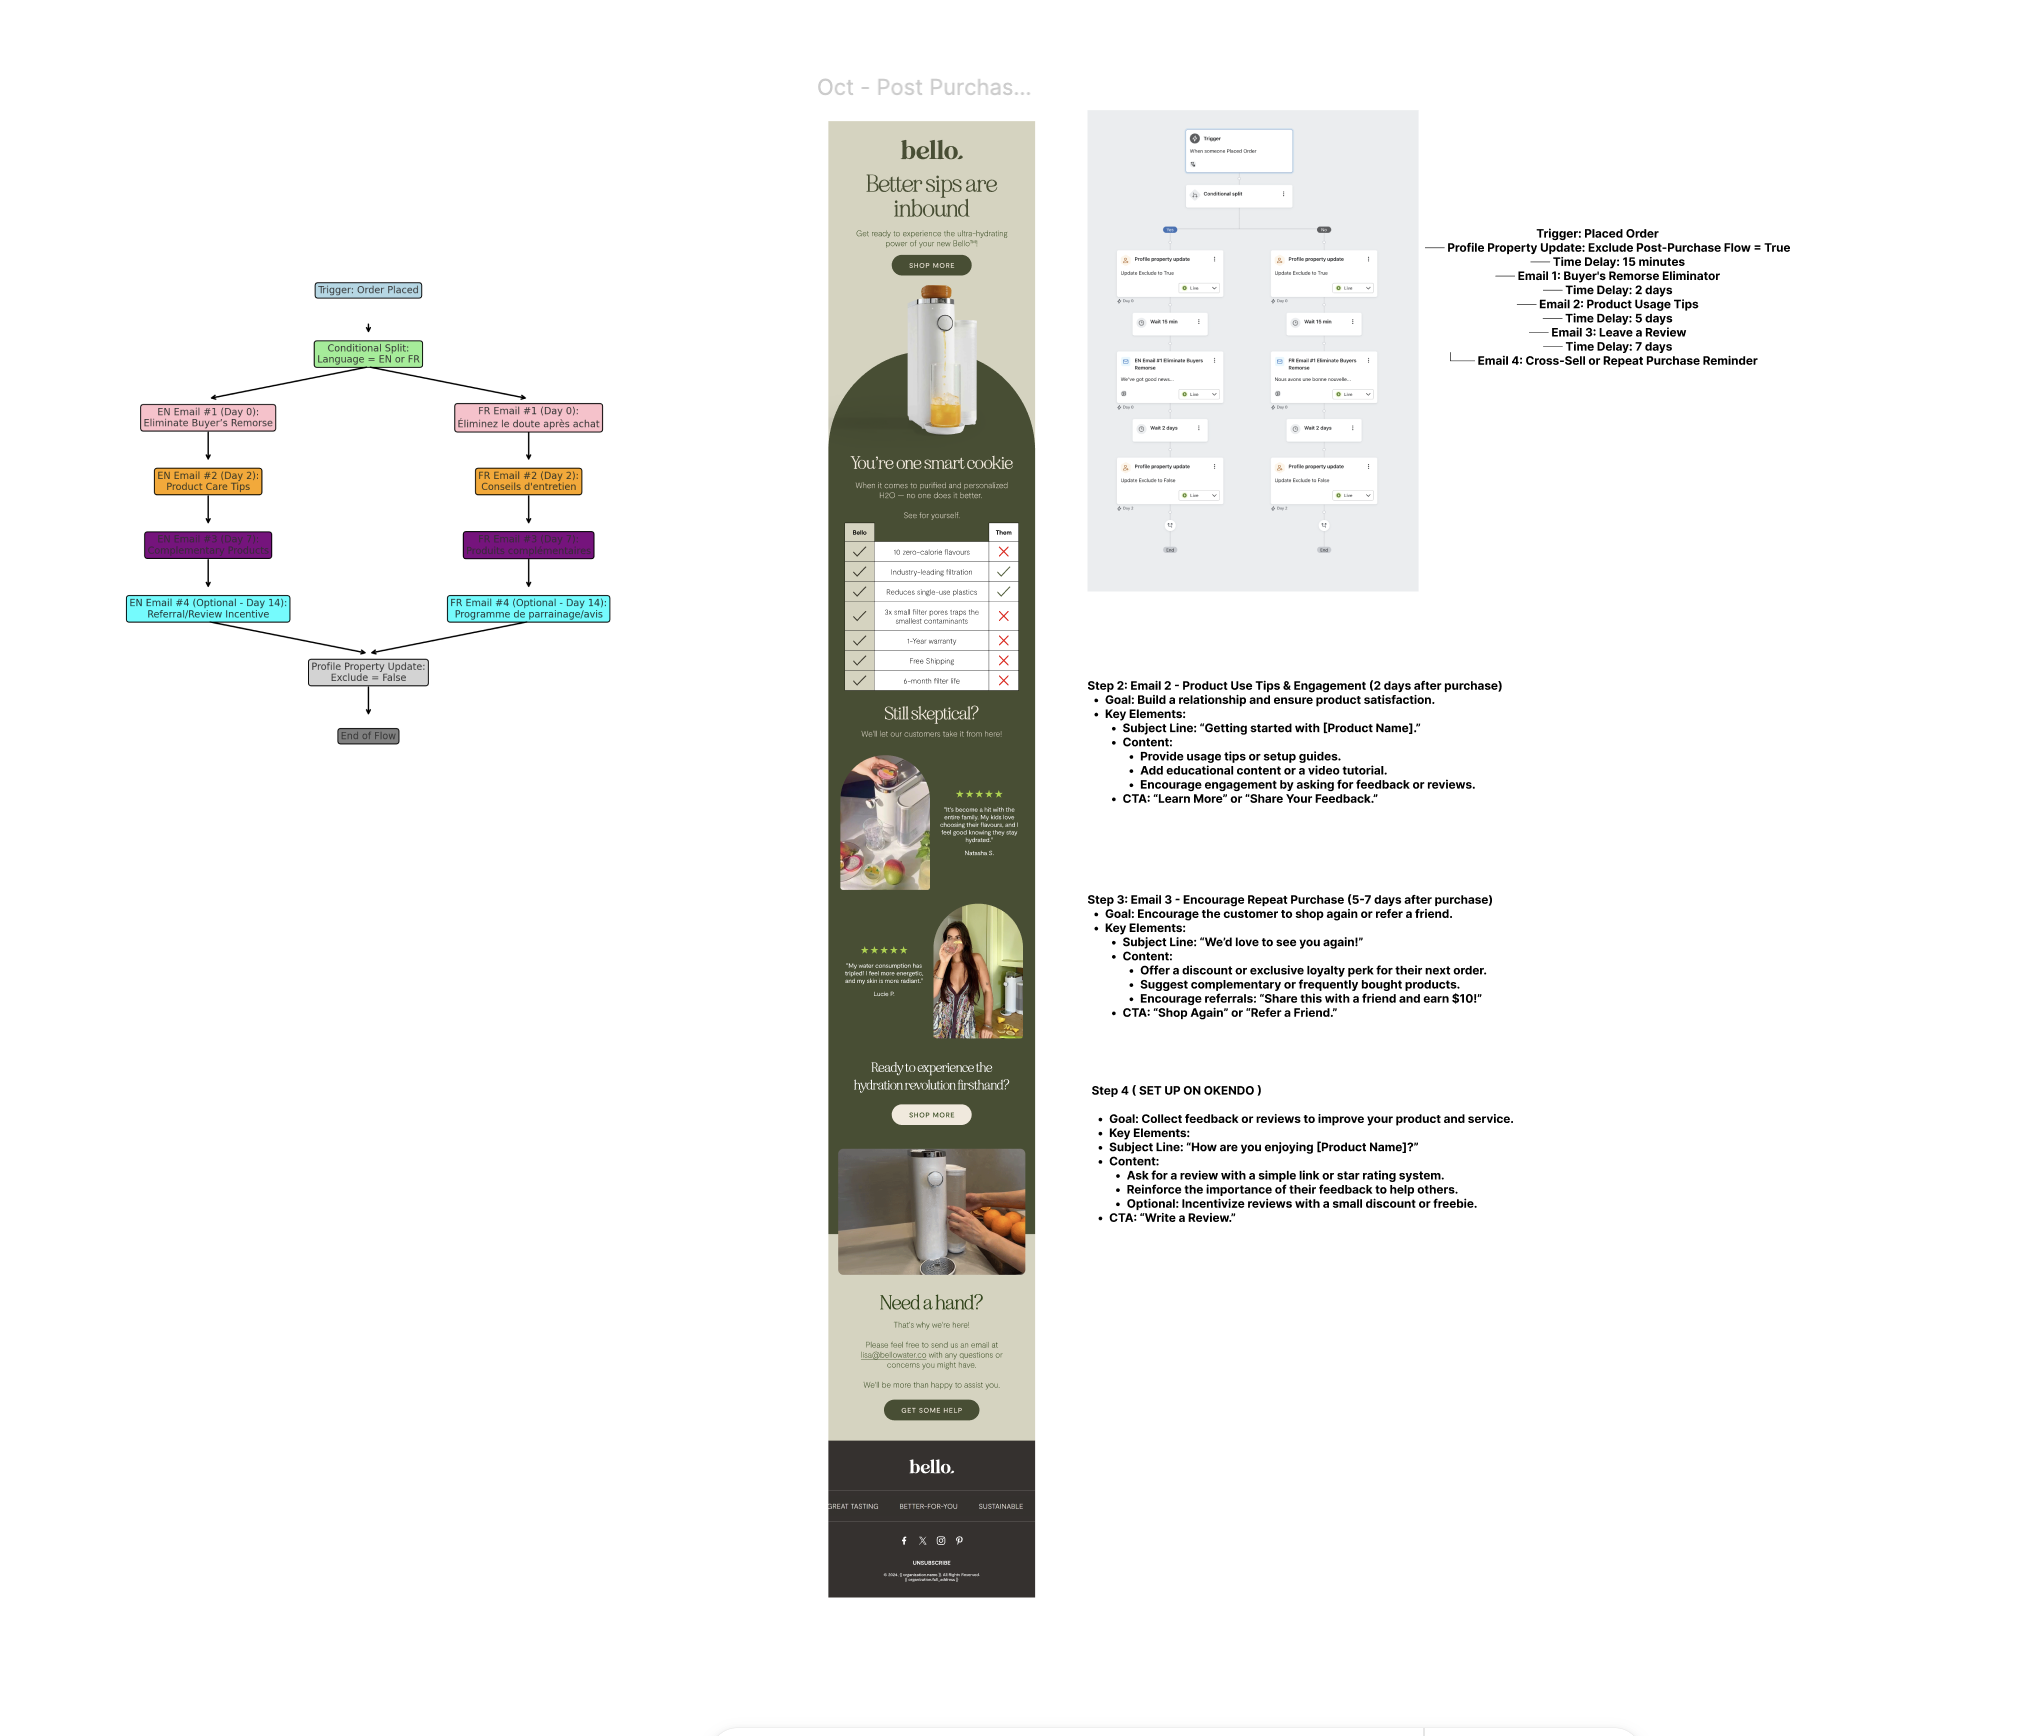 Oct - Post Purchas...
Trigger: Order Placed
Conditional Split:
Language = EN or FR
EN Email #1 (Day 0):
Eliminate Buyer's Remorse
FR Email #1 (Day 0):
Éliminez le doute après achat
EN Email #2 (Day 2):
Product Care Tips
FR Email #2 (Day 2):
Conseils d'entretien
EN Email #3 (Day 7):
Complementary Products
FR Email #3 (Day 7):
Produits complémentaires
EN Email #4 (Optional - Day 14):
Referral/Review Incentive
FR Email #4 (Optional - Day 14):
Programme de parrainage/avis
Profile Property Update:
Exclude = False
End of Flow
bello.
Better sips are
inbound
Get ready to experience the ultra-hydrating
power of your new Bello™!
SHOP MORE
You're one smart cookie
When it comes to purified and personalized
H2O — no one does it better.
See for yourself.
Bello
Them
10 zero-calorie flavours
Industry-leading filtration
Reduces single-use plastics
3x small filter pores traps the
smallest contaminants
1-Year warranty
Free Shipping
6-month filter life
Still skeptical?
We'll let our customers take it from here!
"It's become a hit with the
entire family. My kids love
choosing their flavours, and I
feel good knowing they stay
hydrated."
Natasha S.
"My water consumption has
tripled! I feel more energetic,
and my skin is more radiant."
Lucie P.
Ready to experience the
hydration revolution firsthand?
SHOP MORE
Need a hand?
That's why we're here!
Please feel free to send us an email at
lisa@bellowater.co with any questions or
concerns you might have.
We'll be more than happy to assist you.
GET SOME HELP
bello.
GREAT TASTING BETTER-FOR-YOU SUSTAINABLE
UNSUBSCRIBE
© 2024. {{ organization.name }}. All Rights Reserved.
{{ organization.full_address }}
Trigger
When someone Placed Order
Conditional split
Yes
No
Profile property update
Update Exclude to True
Live
Day 0
Profile property update
Update Exclude to True
Live
Day 0
Wait 15 min
Wait 15 min
EN Email #1 Eliminate Buyers
Remorse
We've got good news...
Live
Day 0
FR Email #1 Eliminate Buyers
Remorse
Nous avons une bonne nouvelle...
Live
Day 0
Wait 2 days
Wait 2 days
Profile property update
Update Exclude to False
Live
Day 2
Profile property update
Update Exclude to False
Live
Day 2
End
End
Trigger: Placed Order
Profile Property Update: Exclude Post-Purchase Flow = True
Time Delay: 15 minutes
Email 1: Buyer's Remorse Eliminator
Time Delay: 2 days
Email 2: Product Usage Tips
Time Delay: 5 days
Email 3: Leave a Review
Time Delay: 7 days
Email 4: Cross-Sell or Repeat Purchase Reminder
Step 2: Email 2 - Product Use Tips & Engagement (2 days after purchase)
• Goal: Build a relationship and ensure product satisfaction.
• Key Elements:
• Subject Line: “Getting started with [Product Name].”
• Content:
• Provide usage tips or setup guides.
• Add educational content or a video tutorial.
• Encourage engagement by asking for feedback or reviews.
• CTA: “Learn More” or “Share Your Feedback.”
Step 3: Email 3 - Encourage Repeat Purchase (5-7 days after purchase)
• Goal: Encourage the customer to shop again or refer a friend.
• Key Elements:
• Subject Line: “We’d love to see you again!”
• Content:
• Offer a discount or exclusive loyalty perk for their next order.
• Suggest complementary or frequently bought products.
• Encourage referrals: “Share this with a friend and earn $10!”
• CTA: “Shop Again” or “Refer a Friend.”
Step 4 ( SET UP ON OKENDO )
• Goal: Collect feedback or reviews to improve your product and service.
• Key Elements:
• Subject Line: “How are you enjoying [Product Name]?”
• Content:
• Ask for a review with a simple link or star rating system.
• Reinforce the importance of their feedback to help others.
• Optional: Incentivize reviews with a small discount or freebie.
• CTA: “Write a Review.”